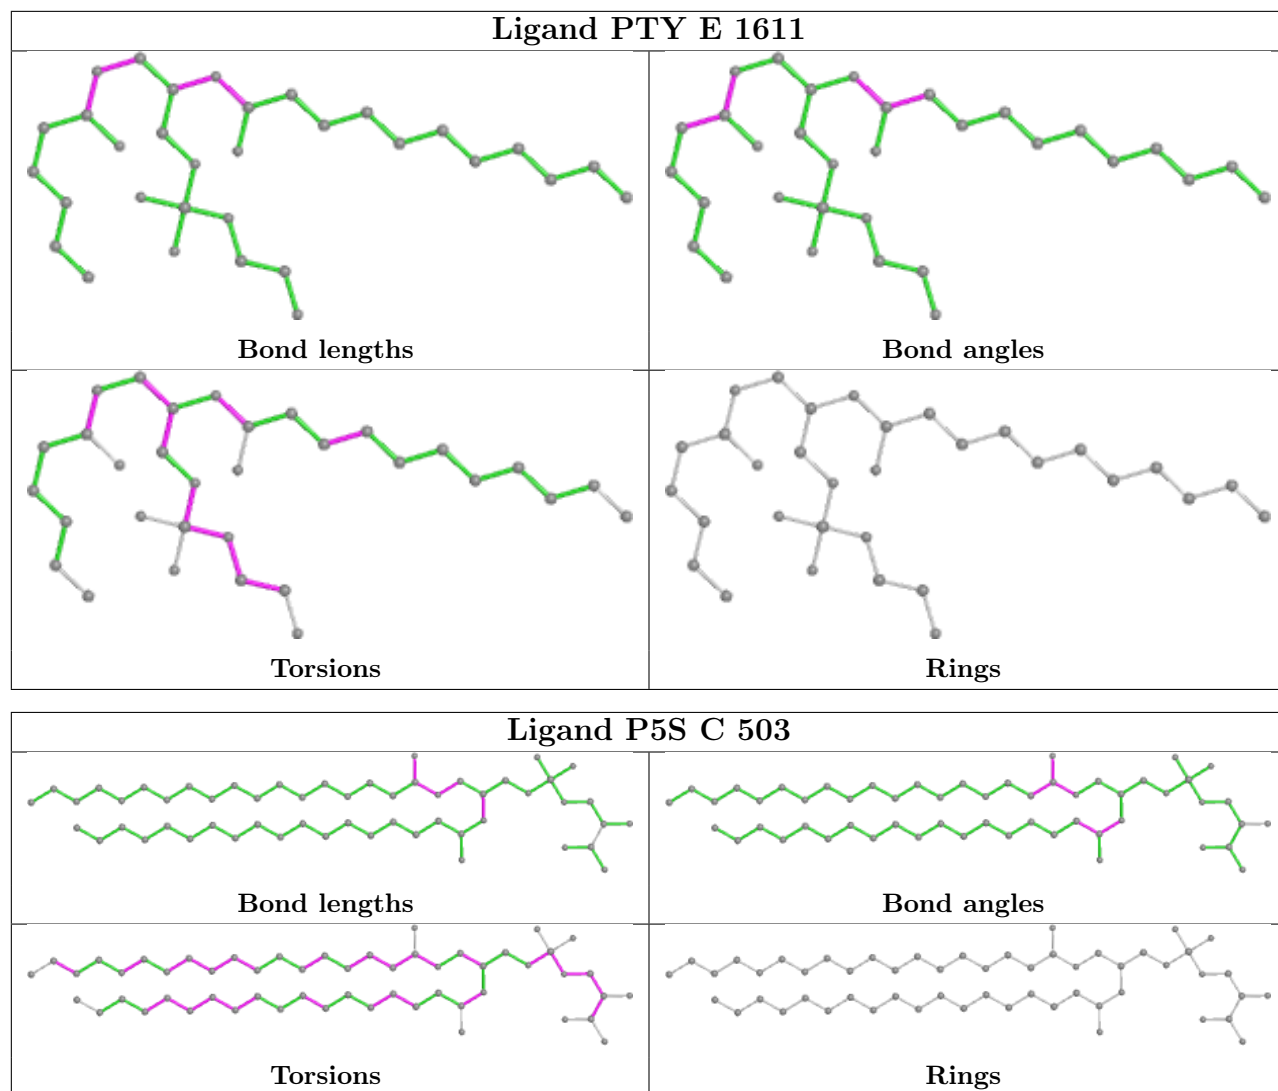 Ligand PTY E 1611
Bond lengths
Bond angles
Torsions
Rings
Ligand P5S C 503
Bond lengths
Bond angles
Torsions
Rings